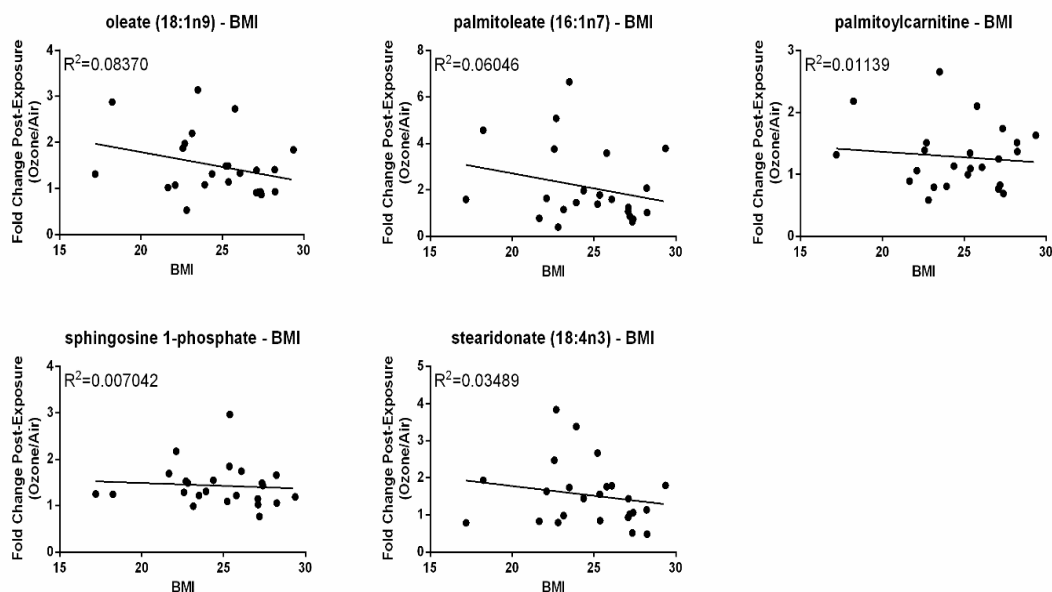 oleate (18:1n9) - BMI
R²=0.08370
Fold Change Post-Exposure
(Ozone/Air)
4
3
2
1
0
15 20 25 30
BMI
palmitoleate (16:1n7) - BMI
R²=0.06046
Fold Change Post-Exposure
(Ozone/Air)
8
6
4
2
0
15 20 25 30
BMI
palmitoylcarnitine – BMI
R²=0.01139
Fold Change Post-Exposure
(Ozone/Air)
3
2
1
0
15 20 25 30
BMI
sphingosine 1-phosphate - BMI
R²=0.007042
Fold Change Post-Exposure
(Ozone/Air)
4
3
2
1
0
15 20 25 30
BMI
stearidonate (18:4n3) - BMI
R²=0.03489
Fold Change Post-Exposure
(Ozone/Air)
5
4
3
2
1
0
15 20 25 30
BMI